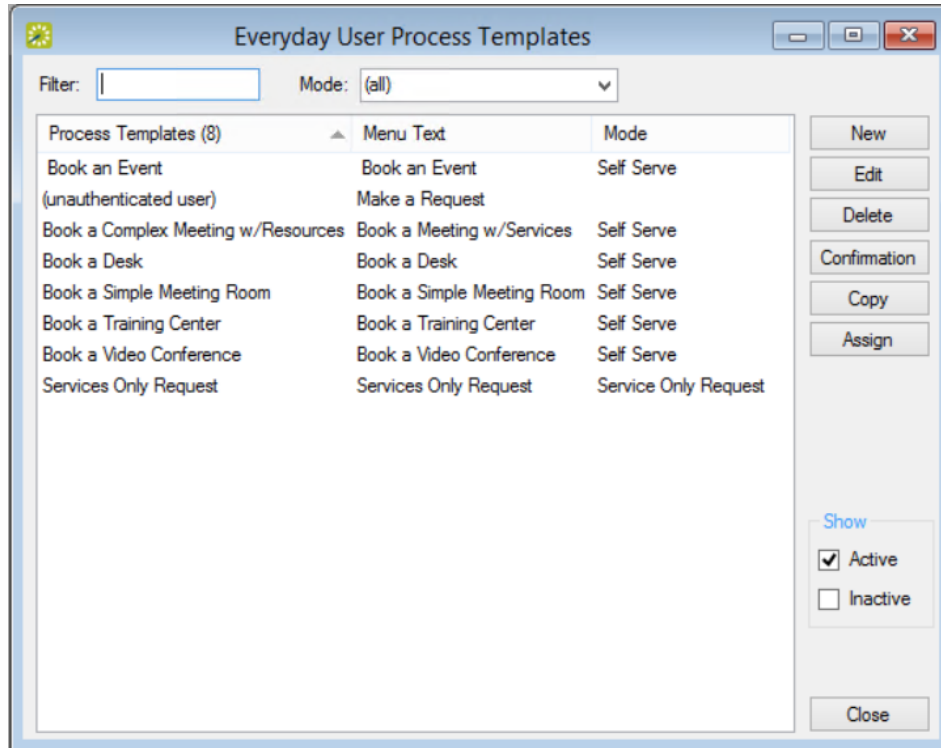 Everyday User Process Templates
Filter: Mode: (all)
Process Templates (8) Menu Text Mode
Book an Event Book an Event Self Serve
(unauthenticated user) Make a Request
Book a Complex Meeting w/Resources Book a Meeting w/Services Self Serve
Book a Desk Book a Desk Self Serve
Book a Simple Meeting Room Book a Simple Meeting Room Self Serve
Book a Training Center Book a Training Center Self Serve
Book a Video Conference Book a Video Conference Self Serve
Services Only Request Services Only Request Service Only Request
New
Edit
Delete
Confirmation
Copy
Assign
Show
Active
Inactive
Close